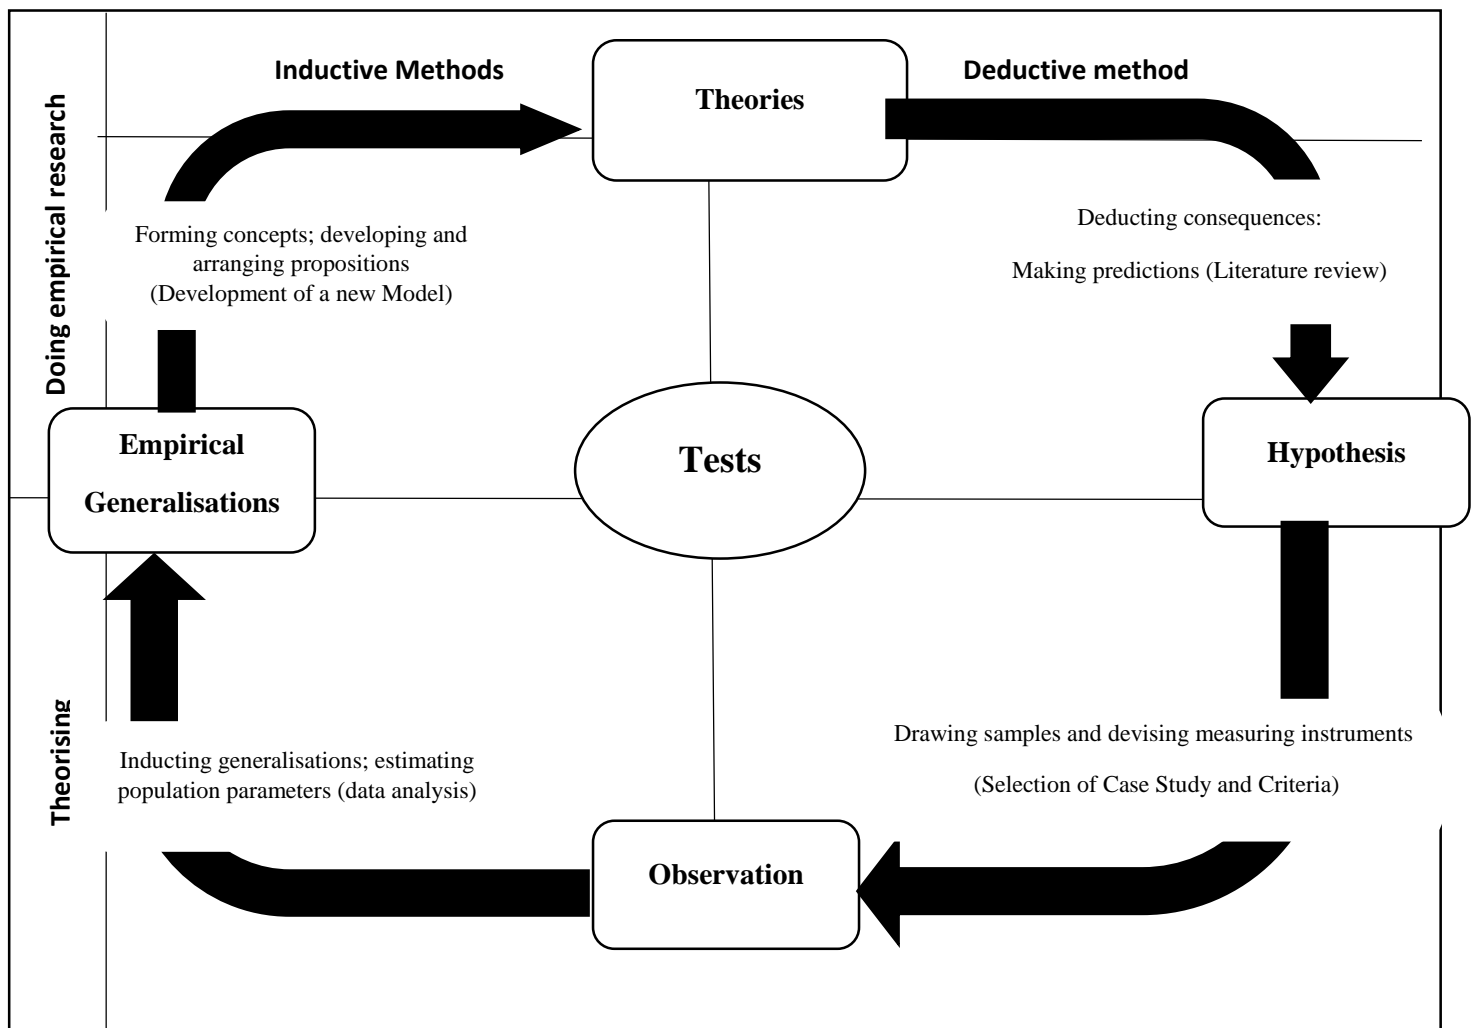 Inductive Methods
Deductive method
Theories
Doing empirical research
Forming concepts; developing and
arranging propositions
(Development of a new Model)
Deducting consequences:
Making predictions (Literature review)
Empirical
Generalisations
Tests
Hypothesis
Theorising
Inducting generalisations; estimating
population parameters (data analysis)
Drawing samples and devising measuring instruments
(Selection of Case Study and Criteria)
Observation